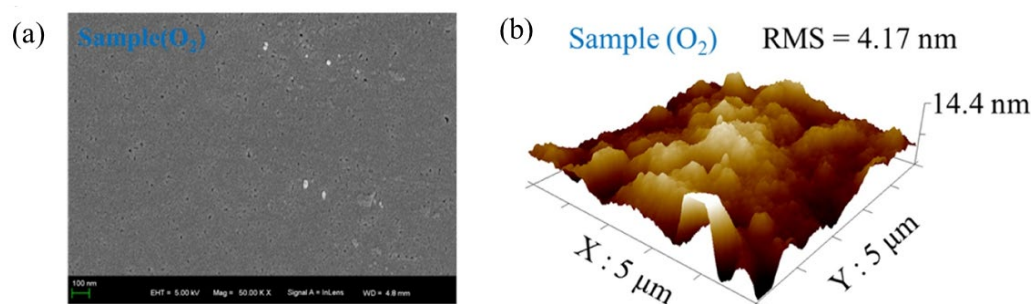 (a)
Sample(O₂)
100 nm
EHT = 5.00 kV Mag = 50.00 K X Signal A = InLens WD = 4.8 mm
(b)
Sample (O₂) RMS = 4.17 nm
14.4 nm
X : 5 μm
Y : 5 μm